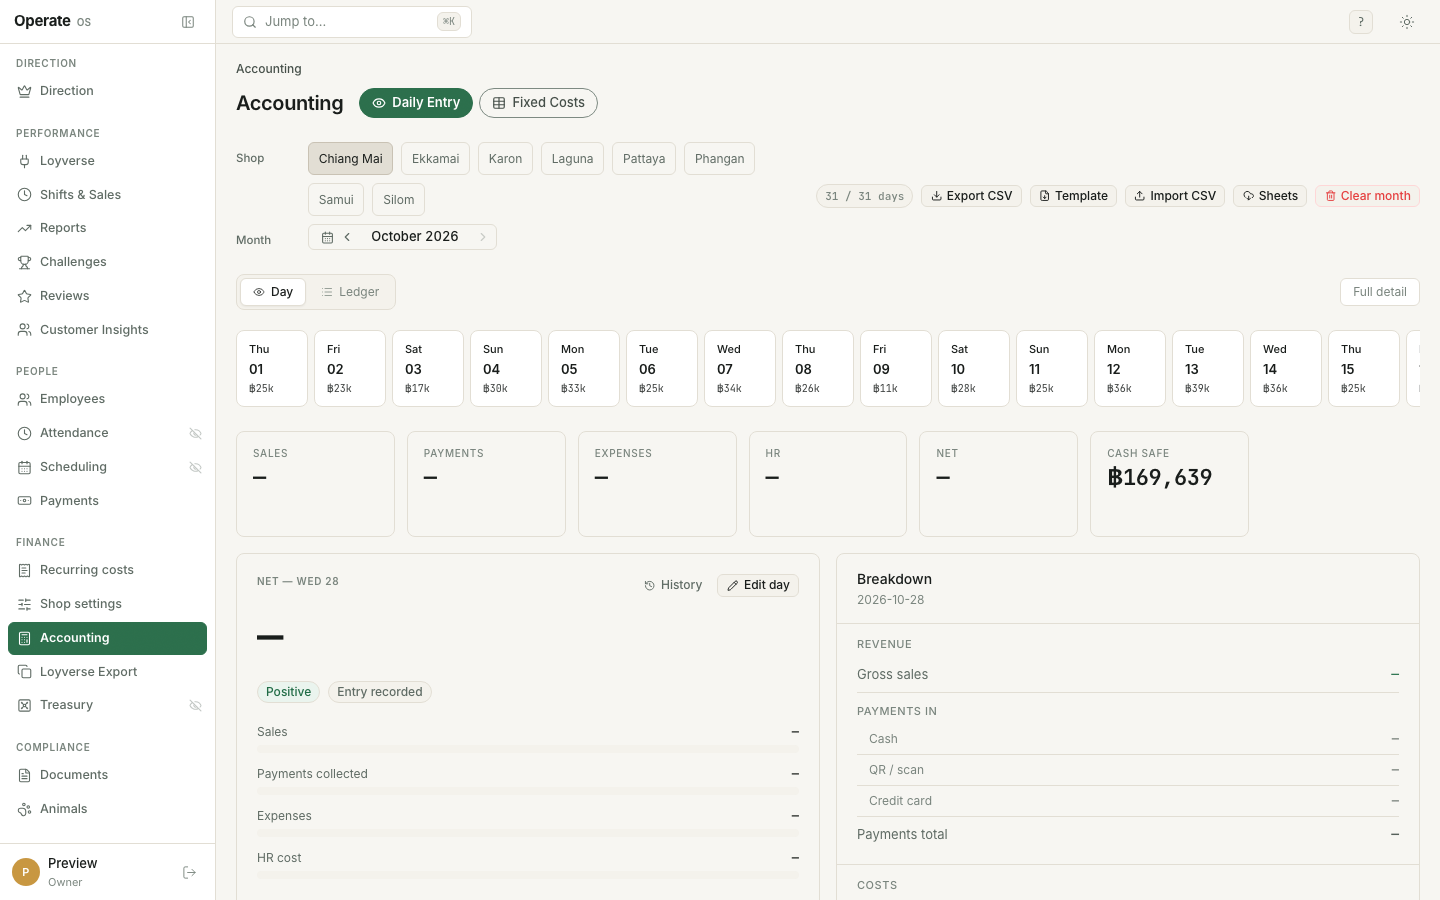 Operate OS
Jump to...
⌘K
?
DIRECTION
Direction
PERFORMANCE
Loyverse
Shifts & Sales
Reports
Challenges
Reviews
Customer Insights
PEOPLE
Employees
Attendance
Scheduling
Payments
FINANCE
Recurring costs
Shop settings
Accounting
Loyverse Export
Treasury
COMPLIANCE
Documents
Animals
P
Preview
Owner
Accounting
Accounting
Daily Entry
Fixed Costs
Shop
Chiang Mai
Ekkamai
Karon
Laguna
Pattaya
Phangan
Samui
Silom
31 / 31 days
Export CSV
Template
Import CSV
Sheets
Clear month
Month
October 2026
Day
Ledger
Full detail
Thu
01
฿25k
Fri
02
฿23k
Sat
03
฿17k
Sun
04
฿30k
Mon
05
฿33k
Tue
06
฿25k
Wed
07
฿34k
Thu
08
฿26k
Fri
09
฿11k
Sat
10
฿28k
Sun
11
฿25k
Mon
12
฿36k
Tue
13
฿39k
Wed
14
฿36k
Thu
15
฿25k
SALES
—
PAYMENTS
—
EXPENSES
—
HR
—
NET
—
CASH SAFE
฿169,639
NET — WED 28
History
Edit day
—
Positive
Entry recorded
Sales —
Payments collected —
Expenses —
HR cost —
Breakdown
2026-10-28
REVENUE
Gross sales —
PAYMENTS IN
Cash —
QR / scan —
Credit card —
Payments total —
COSTS